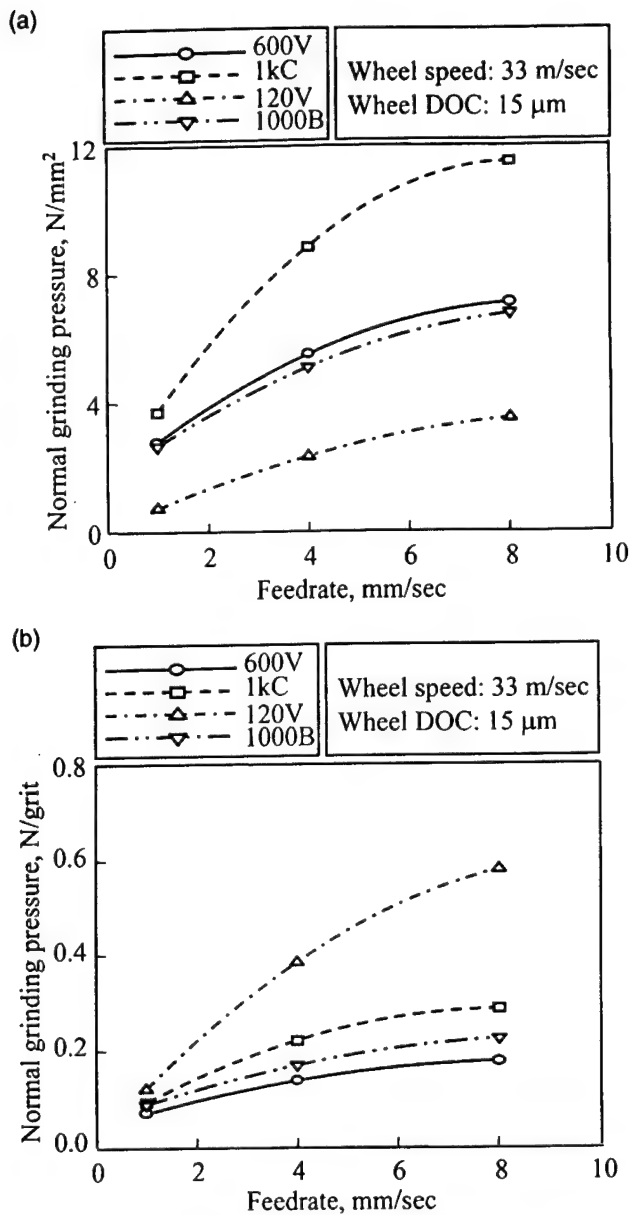 (a)
600V
1kC
120V
1000B
Wheel speed: 33 m/sec
Wheel DOC: 15 μm
Normal grinding pressure, N/mm²
12
8
4
0
0 2 4 6 8 10
Feedrate, mm/sec
(b)
600V
1kC
120V
1000B
Wheel speed: 33 m/sec
Wheel DOC: 15 μm
Normal grinding pressure, N/grit
0.8
0.6
0.4
0.2
0.0
0 2 4 6 8 10
Feedrate, mm/sec